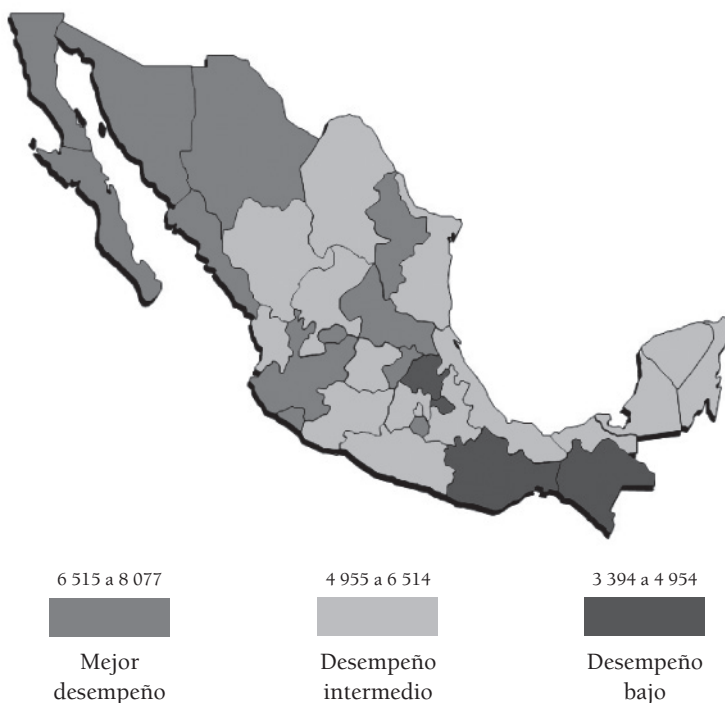 6 515 a 8 077
4 955 a 6 514
3 394 a 4 954
Mejor
desempeño
Desempeño
intermedio
Desempeño
bajo